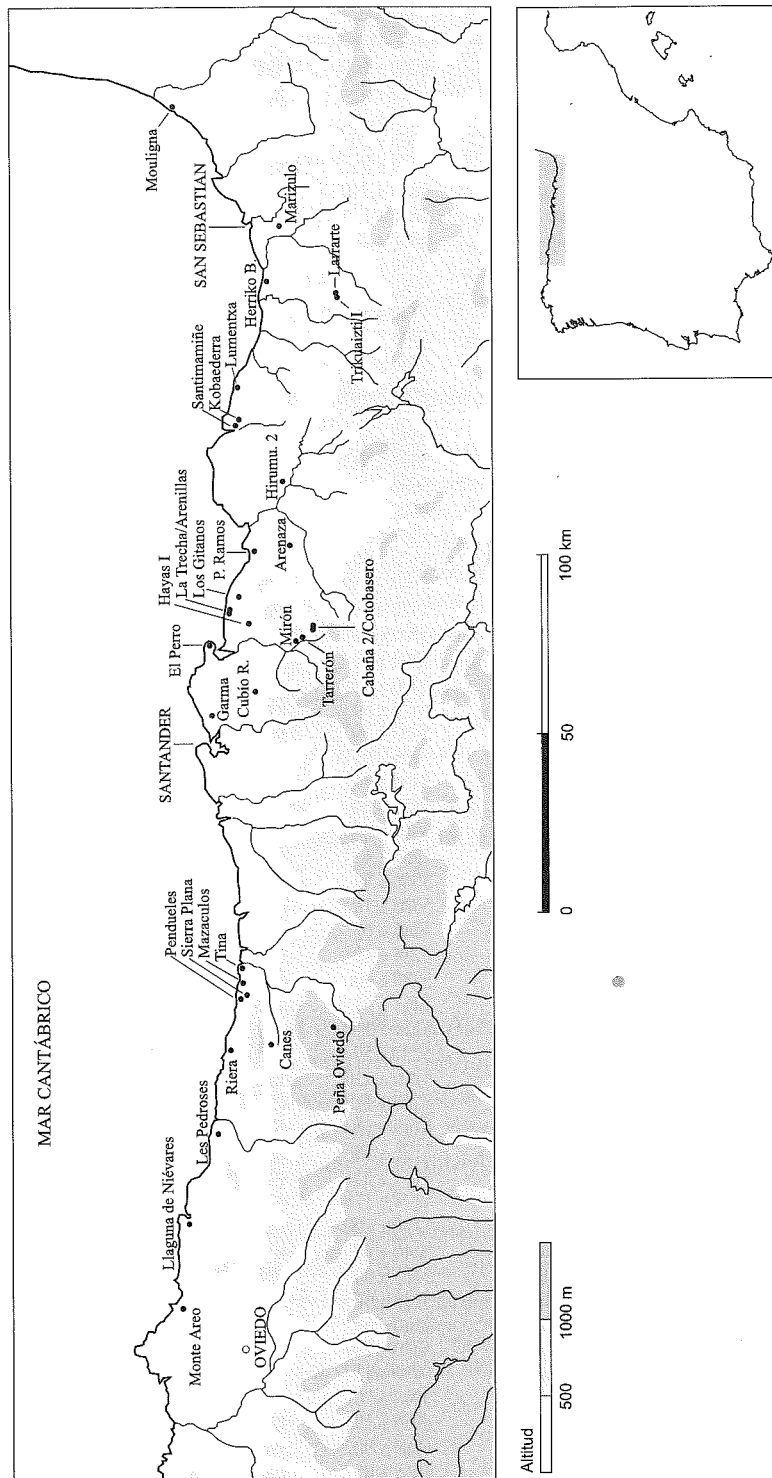 MAR CANTÁBRICO
Monte Areo
OVIEDO
Llaguna de Niévares
Les Pedroses
Riera
Canes
Peña Oviedo
Pendueles
Sierra Plana
Mazaculos
Tina
SANTANDER
Garma
Cubío R.
El Perro
Mirón
Tarrerón
Cabaña 2/Cotobasero
Hayas I
La Trecha/Arenillas
Los Gitanos
P. Ramos
Arenaza
Hirumu. 2
Santimamiñe
Kobaederra
Lumentxa
Herriko B.
Trikuaizti I
Larrarte
SAN SEBASTIAN
Marizulo
Mouligna
Altitud
500
1000 m
0
50
100 km